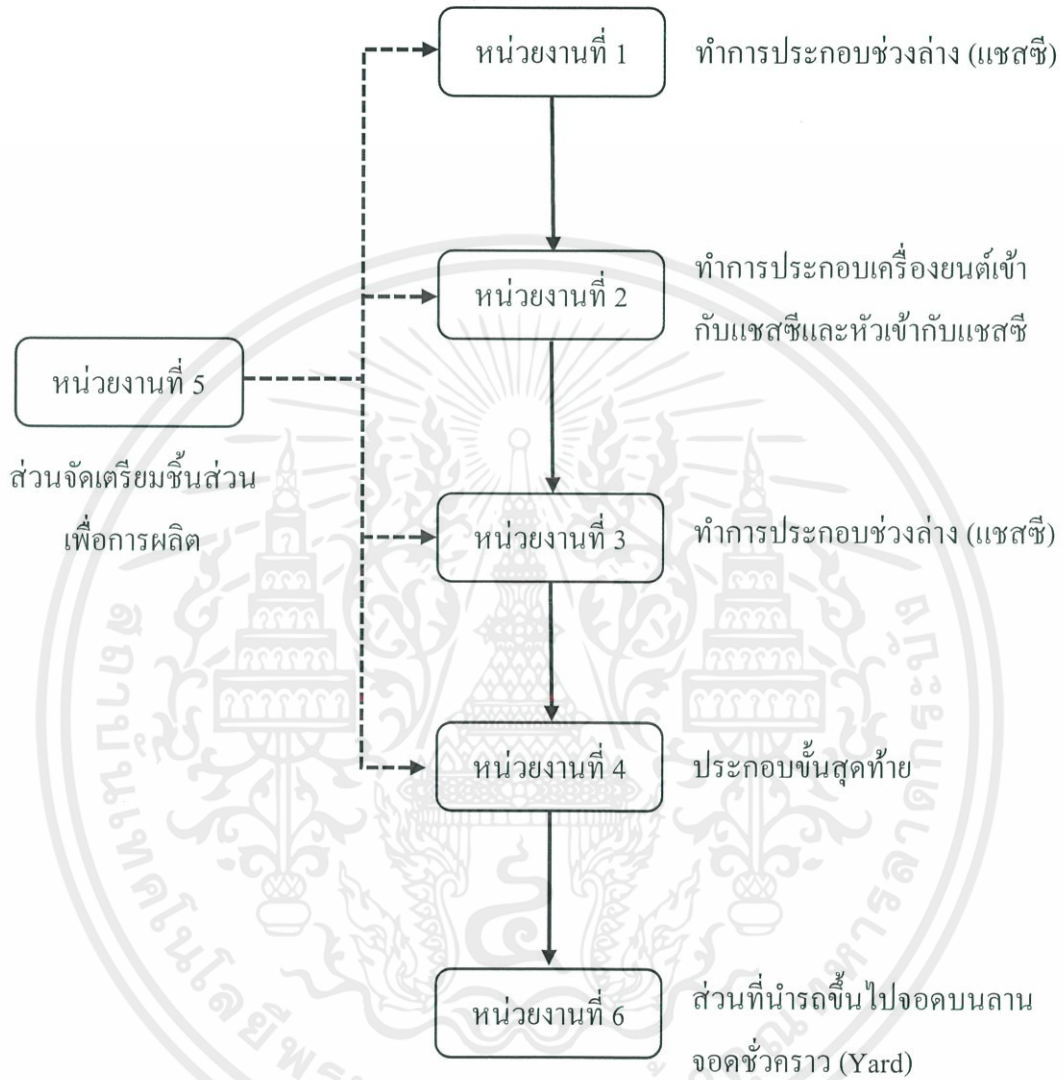 หน่วยงานที่ 1
ทำการประกอบช่วงล่าง (แชสซี)
หน่วยงานที่ 2
ทำการประกอบเครื่องยนต์เข้า
กับแชสซีและหัวเข้ากับแชสซี
หน่วยงานที่ 5
ส่วนจัดเตรียมชิ้นส่วน
เพื่อการผลิต
หน่วยงานที่ 3
ทำการประกอบช่วงล่าง (แชสซี)
หน่วยงานที่ 4
ประกอบขั้นสุดท้าย
หน่วยงานที่ 6
ส่วนที่นำรถขึ้นไปจอดบนลาน
จอดชั่วคราว (Yard)